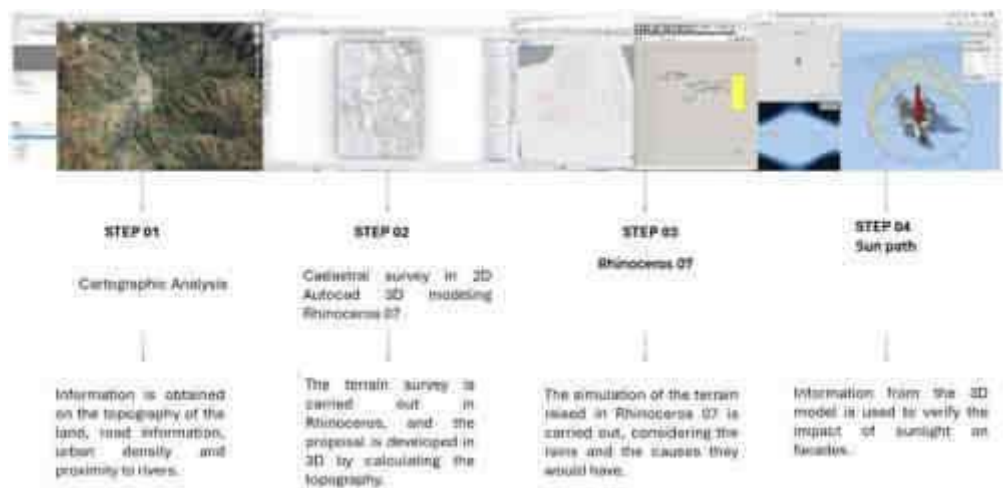 STEP 01
Cartographic Analysis
Information is obtained
on the topography of the
land, road information,
urban density and
proximity to rivers.
STEP 02
Cadastral survey in 2D
Autocad 3D modeling
Rhinoceros 07
The terrain survey is
carried out in
Rhinoceros, and the
proposal is developed in
3D by calculating the
topography.
STEP 03
Rhinoceros 07
The simulation of the terrain
raised in Rhinoceros 07 is
carried out, considering the
rains and the causes they
would have.
STEP 04
Sun path
Information from the 3D
model is used to verify the
impact of sunlight on
facades.